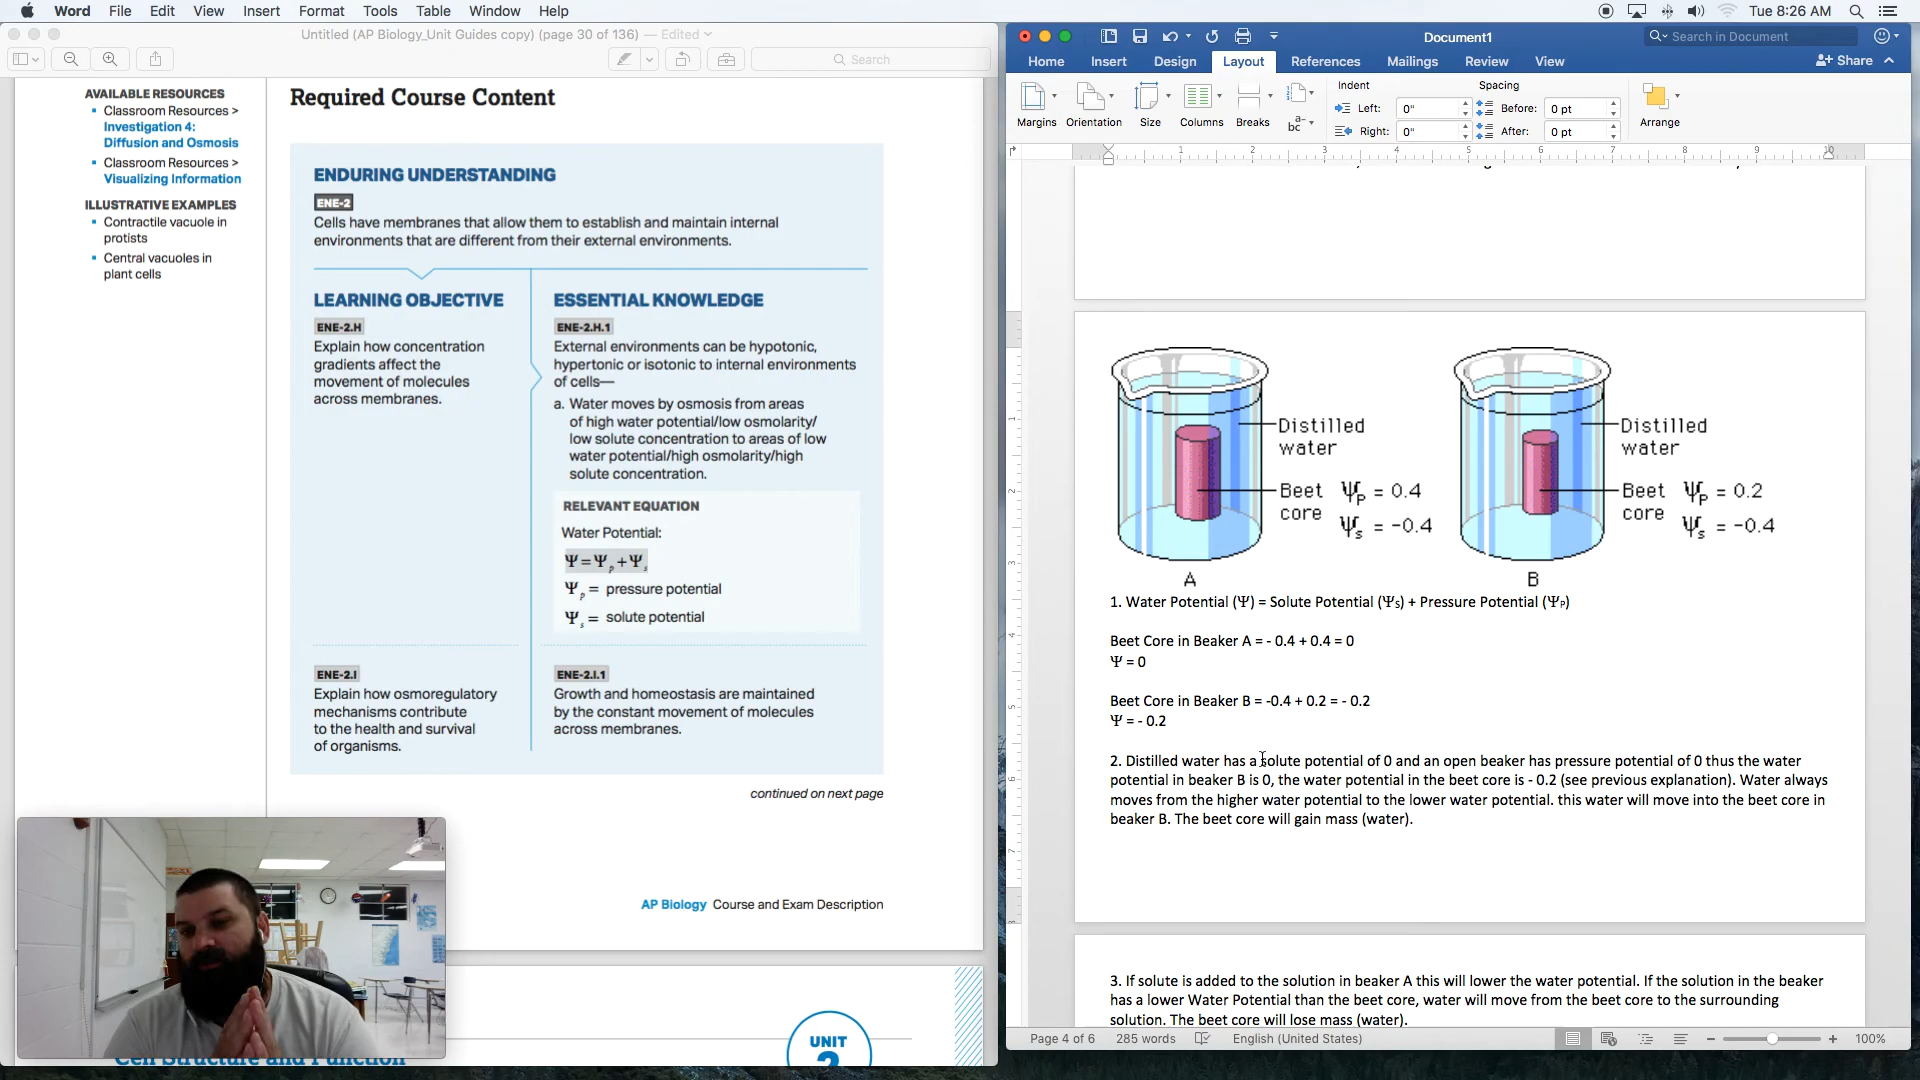 Word File Edit View Insert Format Tools Table Window Help
Tue 8:26 AM
Untitled (AP Biology_Unit Guides copy) (page 30 of 136) — Edited
Search
AVAILABLE RESOURCES
Classroom Resources >
Investigation 4:
Diffusion and Osmosis
Classroom Resources >
Visualizing Information
ILLUSTRATIVE EXAMPLES
Contractile vacuole in
protists
Central vacuoles in
plant cells
Required Course Content
ENDURING UNDERSTANDING
ENE-2
Cells have membranes that allow them to establish and maintain internal
environments that are different from their external environments.
LEARNING OBJECTIVE
ENE-2.H
Explain how concentration
gradients affect the
movement of molecules
across membranes.
ESSENTIAL KNOWLEDGE
ENE-2.H.1
External environments can be hypotonic,
hypertonic or isotonic to internal environments
of cells—
a. Water moves by osmosis from areas
of high water potential/low osmolarity/
low solute concentration to areas of low
water potential/high osmolarity/high
solute concentration.
RELEVANT EQUATION
Water Potential:
Ψ = Ψp + Ψs
Ψp = pressure potential
Ψs = solute potential
ENE-2.I
Explain how osmoregulatory
mechanisms contribute
to the health and survival
of organisms.
ENE-2.I.1
Growth and homeostasis are maintained
by the constant movement of molecules
across membranes.
continued on next page
AP Biology Course and Exam Description
UNIT
2
Cell Structure and Function
Document1
Search in Document
Home Insert Design Layout References Mailings Review View
Share
Margins Orientation Size Columns Breaks
Indent
Left: 0"
Right: 0"
Spacing
Before: 0 pt
After: 0 pt
Arrange
1 2 3 4 5 6 7 8 9 10
Distilled
water
Beet
core
Ψp = 0.4
Ψs = -0.4
A
Distilled
water
Beet
core
Ψp = 0.2
Ψs = -0.4
B
1. Water Potential (Ψ) = Solute Potential (Ψs) + Pressure Potential (ΨP)
Beet Core in Beaker A = - 0.4 + 0.4 = 0
Ψ = 0
Beet Core in Beaker B = -0.4 + 0.2 = - 0.2
Ψ = - 0.2
2. Distilled water has a solute potential of 0 and an open beaker has pressure potential of 0 thus the water
potential in beaker B is 0, the water potential in the beet core is - 0.2 (see previous explanation). Water always
moves from the higher water potential to the lower water potential. this water will move into the beet core in
beaker B. The beet core will gain mass (water).
3. If solute is added to the solution in beaker A this will lower the water potential. If the solution in the beaker
has a lower Water Potential than the beet core, water will move from the beet core to the surrounding
solution. The beet core will lose mass (water).
Page 4 of 6 285 words English (United States) 100%